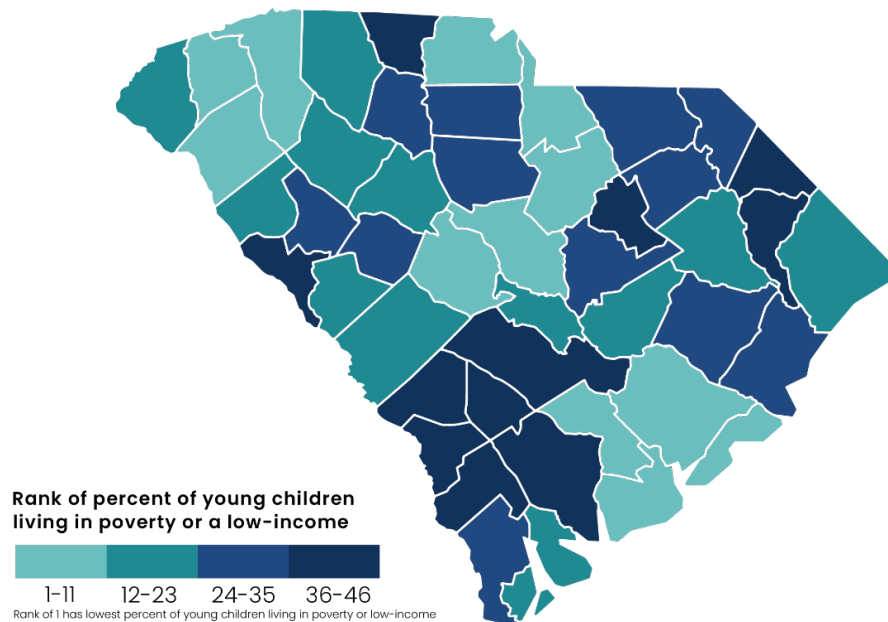 Rank of percent of young children
living in poverty or a low-income
1-11 12-23 24-35 36-46
Rank of 1 has lowest percent of young children living in poverty or low-income